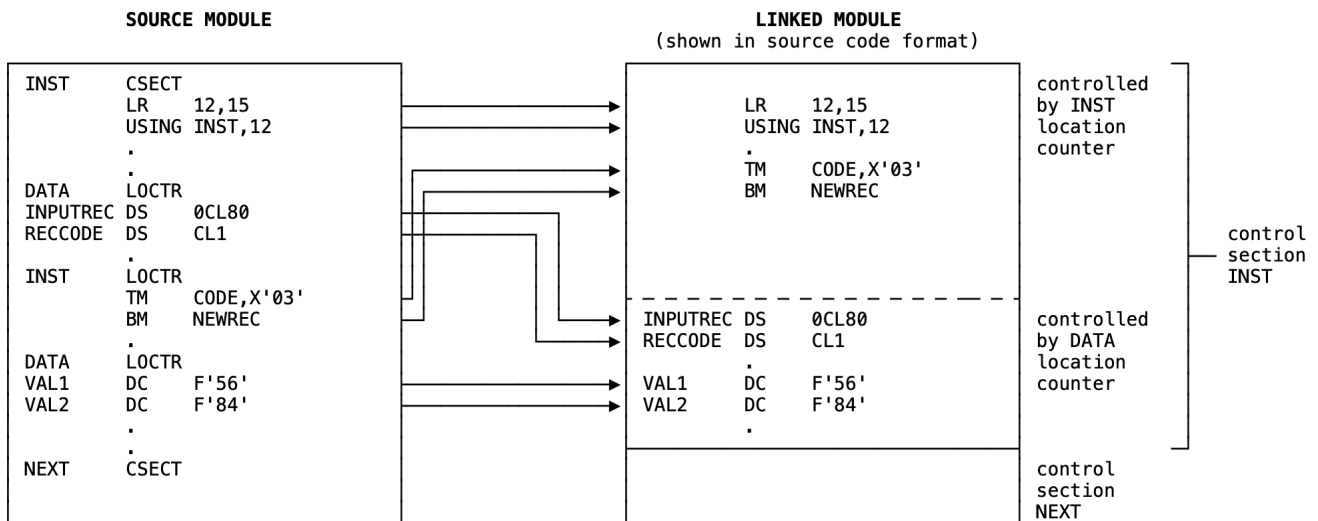 SOURCE MODULE
INST CSECT
LR 12,15
USING INST,12
.
.
DATA LOCTR
INPUTREC DS 0CL80
RECCODE DS CL1
.
INST LOCTR
TM CODE,X'03'
BM NEWREC
.
DATA LOCTR
VAL1 DC F'56'
VAL2 DC F'84'
.
.
NEXT CSECT
LINKED MODULE
(shown in source code format)
LR 12,15
USING INST,12
.
TM CODE,X'03'
BM NEWREC
INPUTREC DS 0CL80
RECCODE DS CL1
.
VAL1 DC F'56'
VAL2 DC F'84'
.
controlled
by INST
location
counter
controlled
by DATA
location
counter
control
section
INST
control
section
NEXT